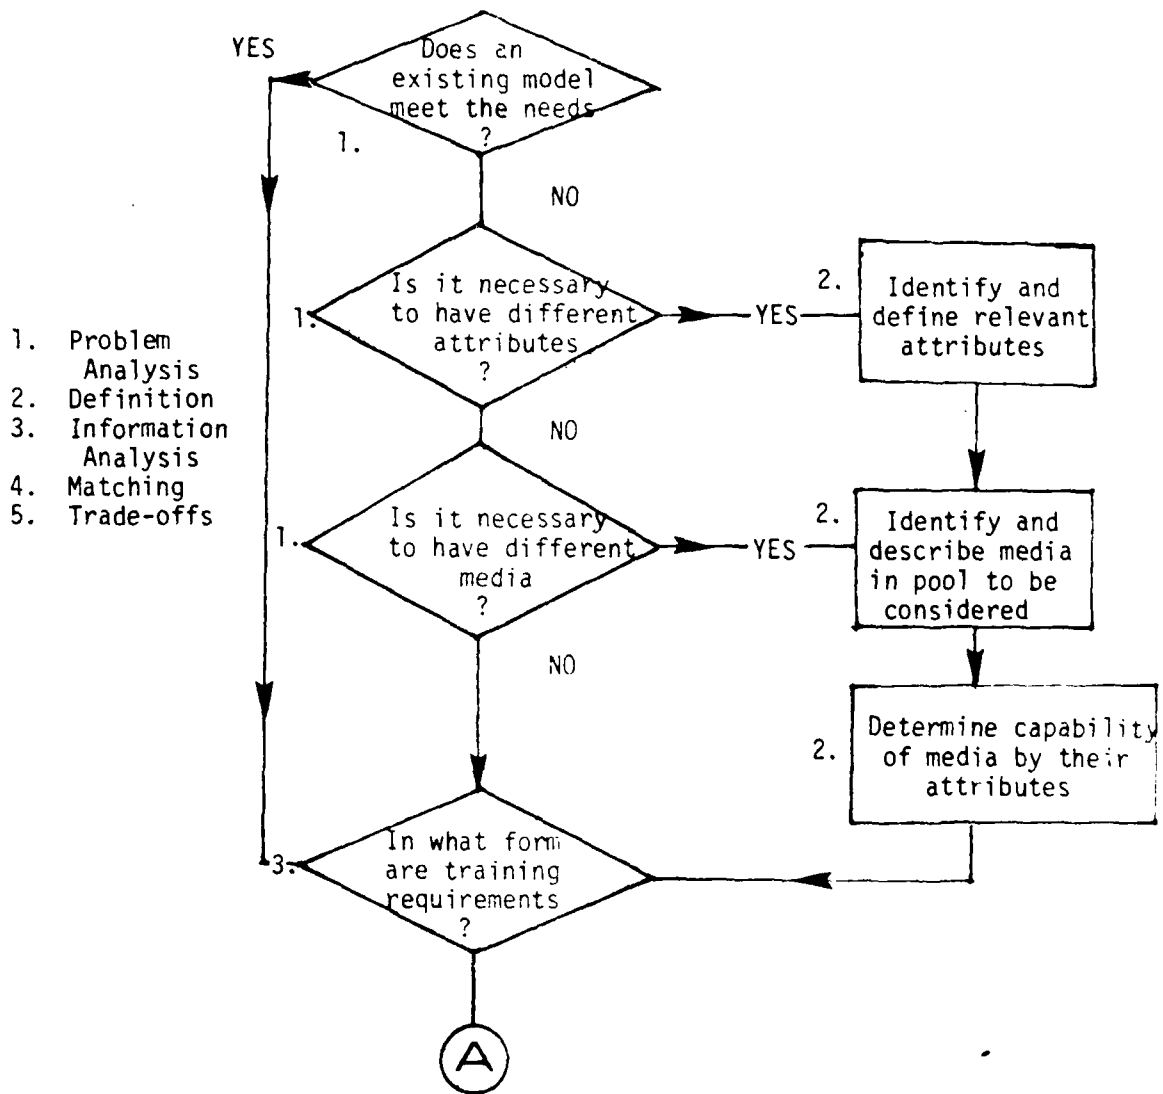 YES
Does an
existing model
meet the needs
?
1.
NO
Is it necessary
to have different
attributes
?
1.
YES
2.
Identify and
define relevant
attributes
NO
1. Problem
Analysis
2. Definition
3. Information
Analysis
4. Matching
5. Trade-offs
Is it necessary
to have different
media
?
1.
YES
2.
Identify and
describe media
in pool to be
considered
NO
2.
Determine capability
of media by their
attributes
In what form
are training
requirements
?
3.
A